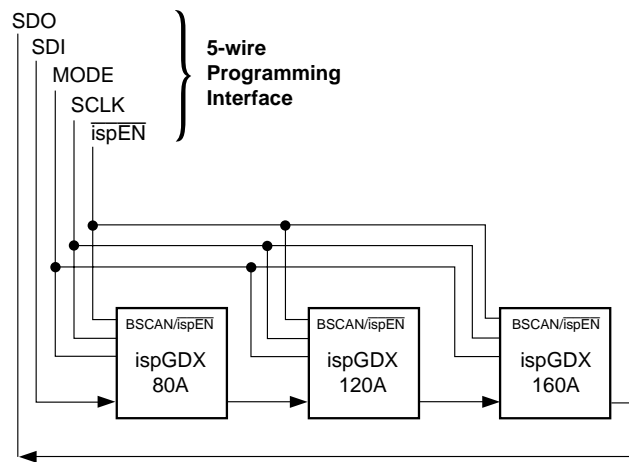 SDO
SDI
MODE
SCLK
ispEN
5-wire
Programming
Interface
BSCAN/ispEN
ispGDX
80A
BSCAN/ispEN
ispGDX
120A
BSCAN/ispEN
ispGDX
160A